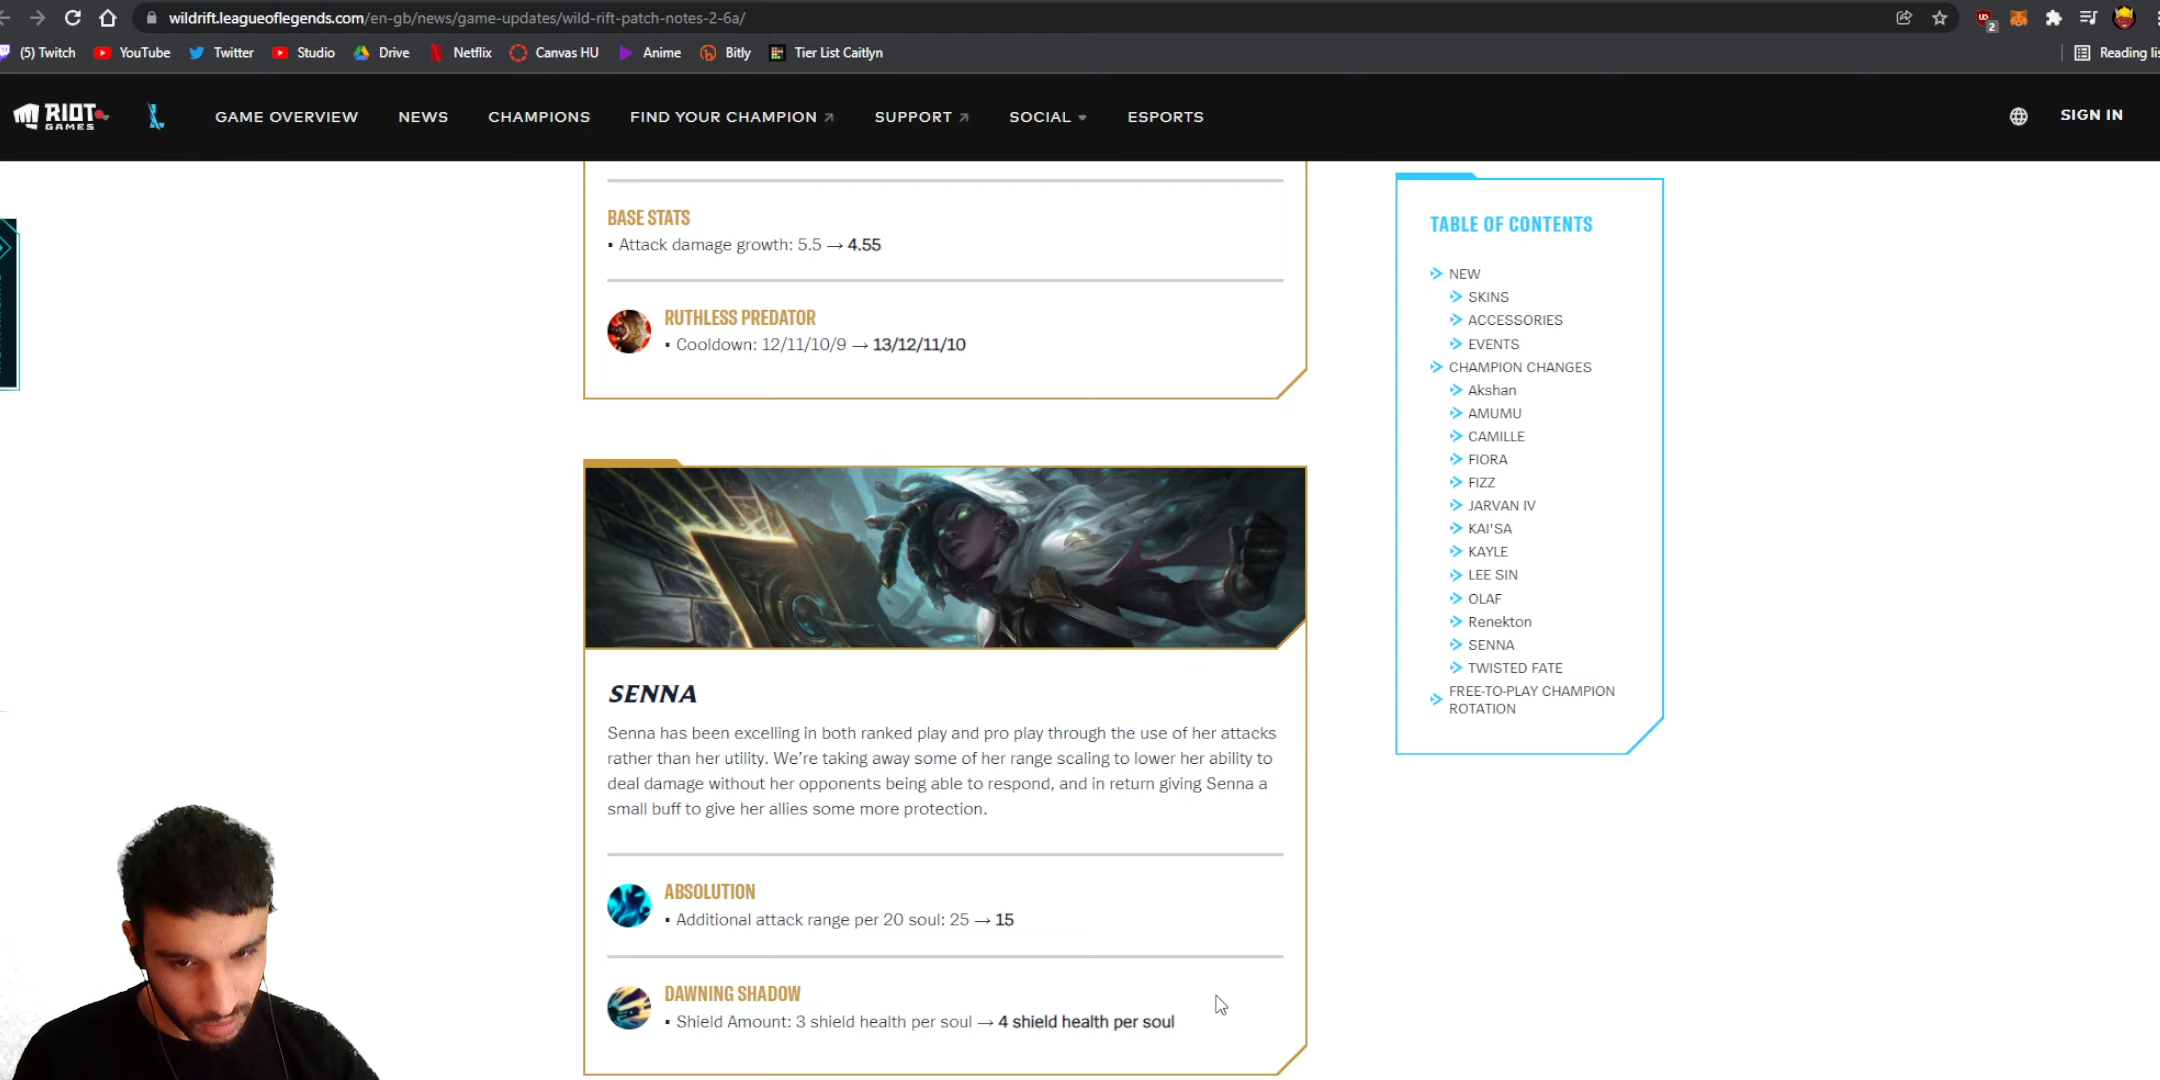 wildrift.leagueoflegends.com/en-gb/news/game-updates/wild-rift-patch-notes-2-6a/
2
(5) Twitch YouTube Twitter Studio Drive Netflix Canvas HU Anime Bitly Tier List Caitlyn Reading lis
RIOT GAMES GAME OVERVIEW NEWS CHAMPIONS FIND YOUR CHAMPION SUPPORT SOCIAL ESPORTS SIGN IN
BASE STATS
▪ Attack damage growth: 5.5 → 4.55
RUTHLESS PREDATOR
▪ Cooldown: 12/11/10/9 → 13/12/11/10
SENNA
Senna has been excelling in both ranked play and pro play through the use of her attacks
rather than her utility. We’re taking away some of her range scaling to lower her ability to
deal damage without her opponents being able to respond, and in return giving Senna a
small buff to give her allies some more protection.
ABSOLUTION
▪ Additional attack range per 20 soul: 25 → 15
DAWNING SHADOW
▪ Shield Amount: 3 shield health per soul → 4 shield health per soul
TABLE OF CONTENTS
NEW
SKINS
ACCESSORIES
EVENTS
CHAMPION CHANGES
Akshan
AMUMU
CAMILLE
FIORA
FIZZ
JARVAN IV
KAI'SA
KAYLE
LEE SIN
OLAF
Renekton
SENNA
TWISTED FATE
FREE-TO-PLAY CHAMPION
ROTATION